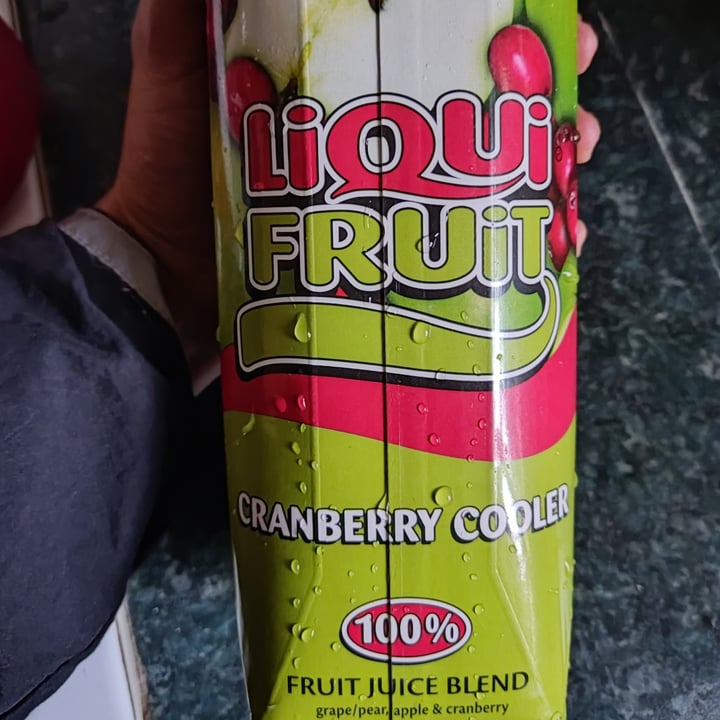 LiQUi
FRUiT
CRANBERRY COOLER
100%
FRUIT JUICE BLEND
grape/pear, apple & cranberry